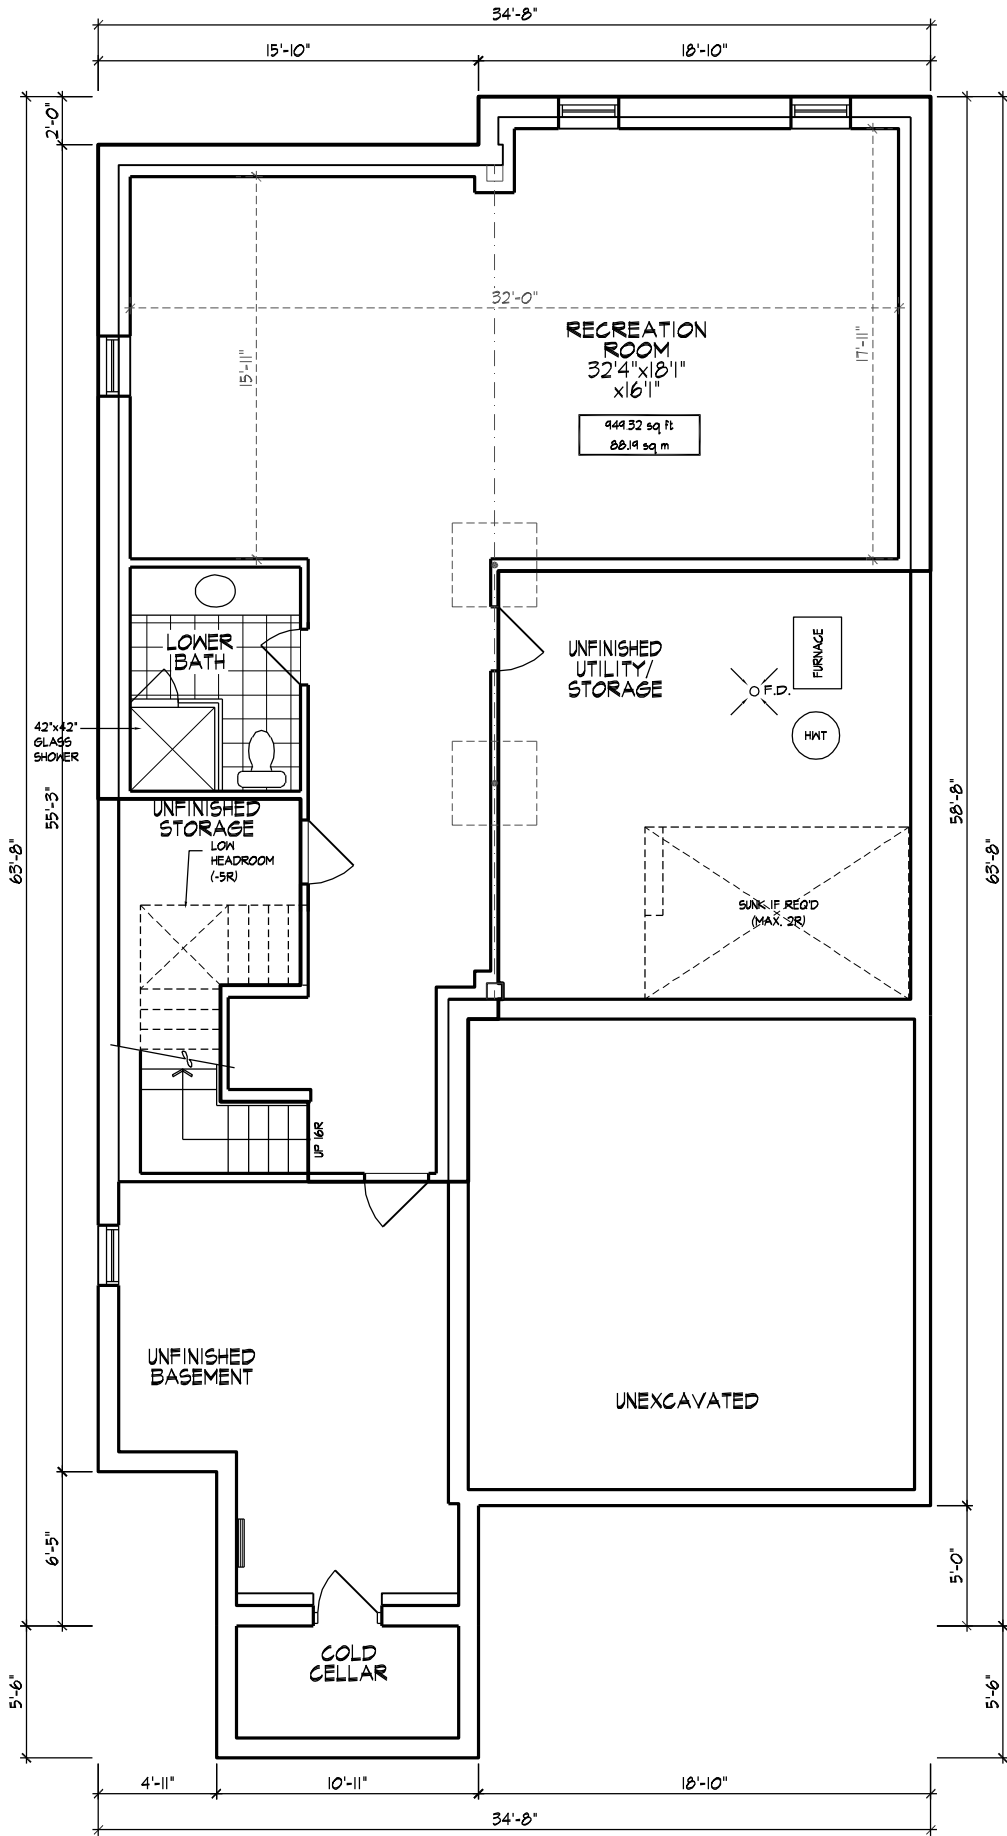 34'-8"
15'-10"
18'-10"
2'-0"
32'-0"
RECREATION
ROOM
32'4"x18'1"
x16'1"
15'-11"
17'-11"
949.32 sq ft
88.19 sq m
LOWER
BATH
UNFINISHED
UTILITY/
STORAGE
FURNACE
F.D.
HWT
42"x42"
GLASS
SHOWER
55'-3"
58'-8"
63'-8"
63'-8"
UNFINISHED
STORAGE
LOW
HEADROOM
(-5R)
SUNK IF REQ'D
(MAX. 2R)
UP 16R
UNFINISHED
BASEMENT
UNEXCAVATED
6'-5"
5'-0"
COLD
CELLAR
5'-6"
5'-6"
4'-11"
10'-11"
18'-10"
34'-8"